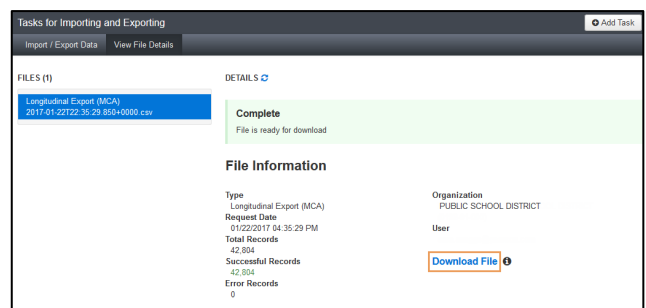 Tasks for Importing and Exporting
Add Task
Import / Export Data View File Details
FILES (1)
Longitudinal Export (MCA)
2017-01-22T22:35:29.850+0000.csv
DETAILS
Complete
File is ready for download
File Information
Type
Longitudinal Export (MCA)
Request Date
01/22/2017 04:35:29 PM
Total Records
42,804
Successful Records
42,804
Error Records
0
Organization
PUBLIC SCHOOL DISTRICT
User
Download File